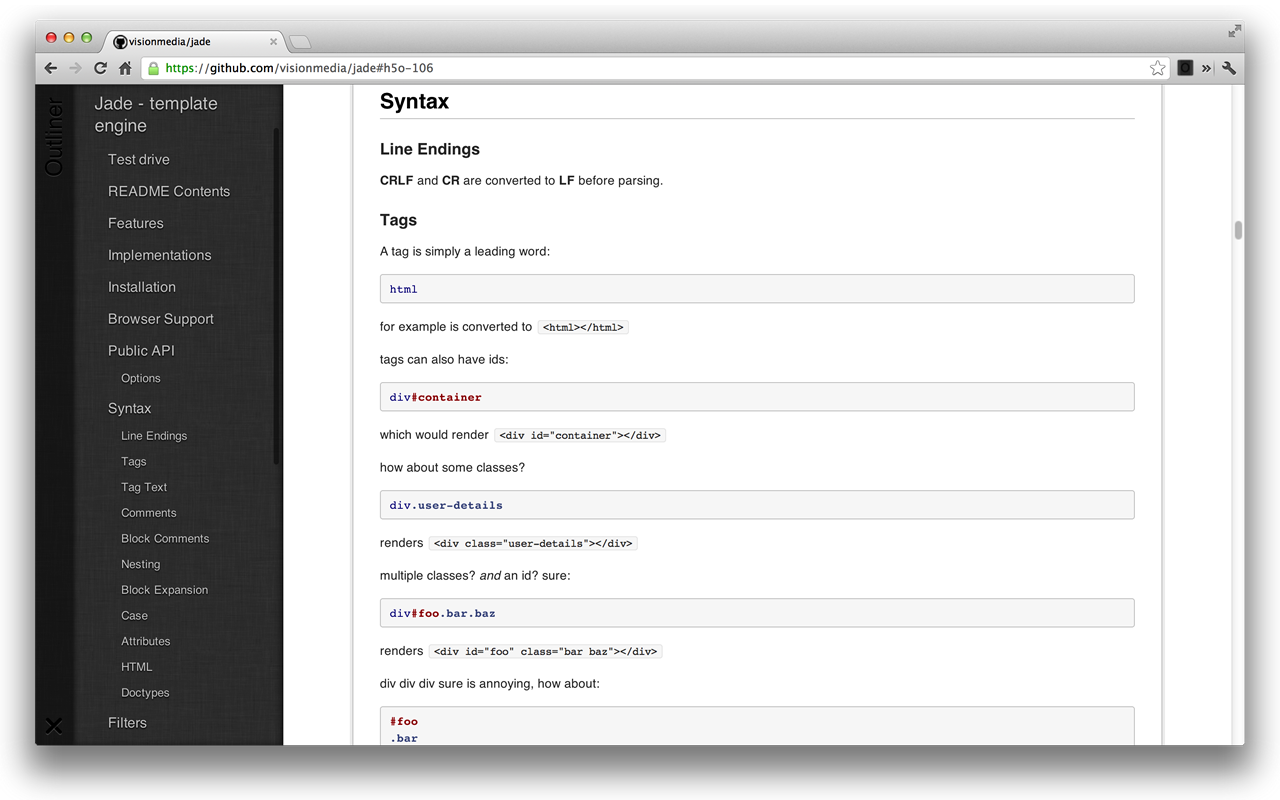 visionmedia/jade
https://github.com/visionmedia/jade#h5o-106
Outliner
Jade - template
engine
Test drive
README Contents
Features
Implementations
Installation
Browser Support
Public API
Options
Syntax
Line Endings
Tags
Tag Text
Comments
Block Comments
Nesting
Block Expansion
Case
Attributes
HTML
Doctypes
Filters
Syntax
Line Endings
CRLF and CR are converted to LF before parsing.
Tags
A tag is simply a leading word:
html
for example is converted to <html></html>
tags can also have ids:
div#container
which would render <div id="container"></div>
how about some classes?
div.user-details
renders <div class="user-details"></div>
multiple classes? and an id? sure:
div#foo.bar.baz
renders <div id="foo" class="bar baz"></div>
div div div sure is annoying, how about:
#foo
.bar